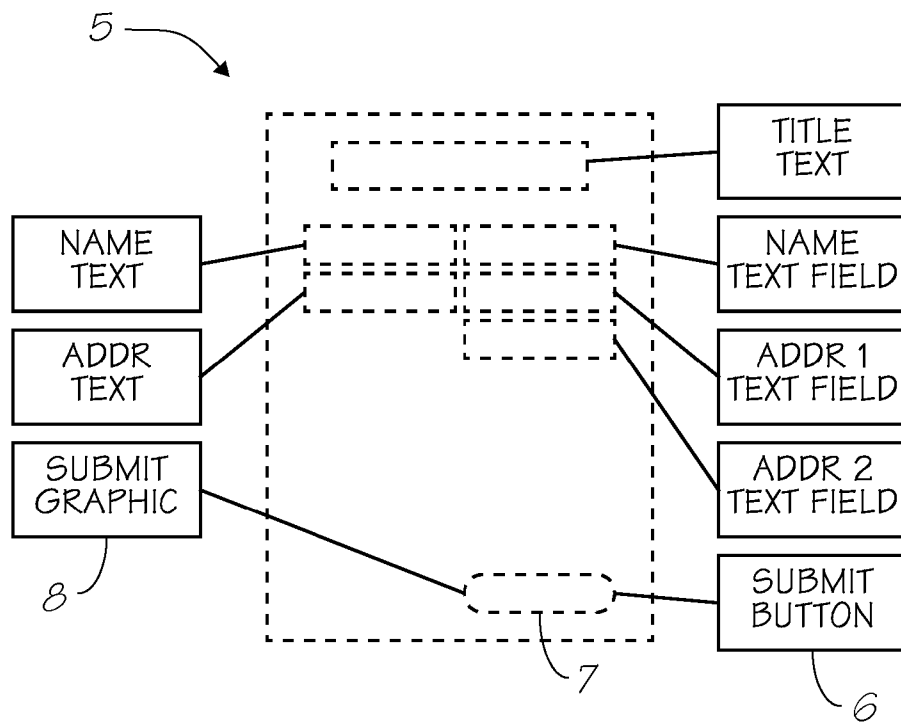 5
TITLE
TEXT
NAME
TEXT
NAME
TEXT FIELD
ADDR
TEXT
ADDR 1
TEXT FIELD
SUBMIT
GRAPHIC
ADDR 2
TEXT FIELD
8
SUBMIT
BUTTON
7
6